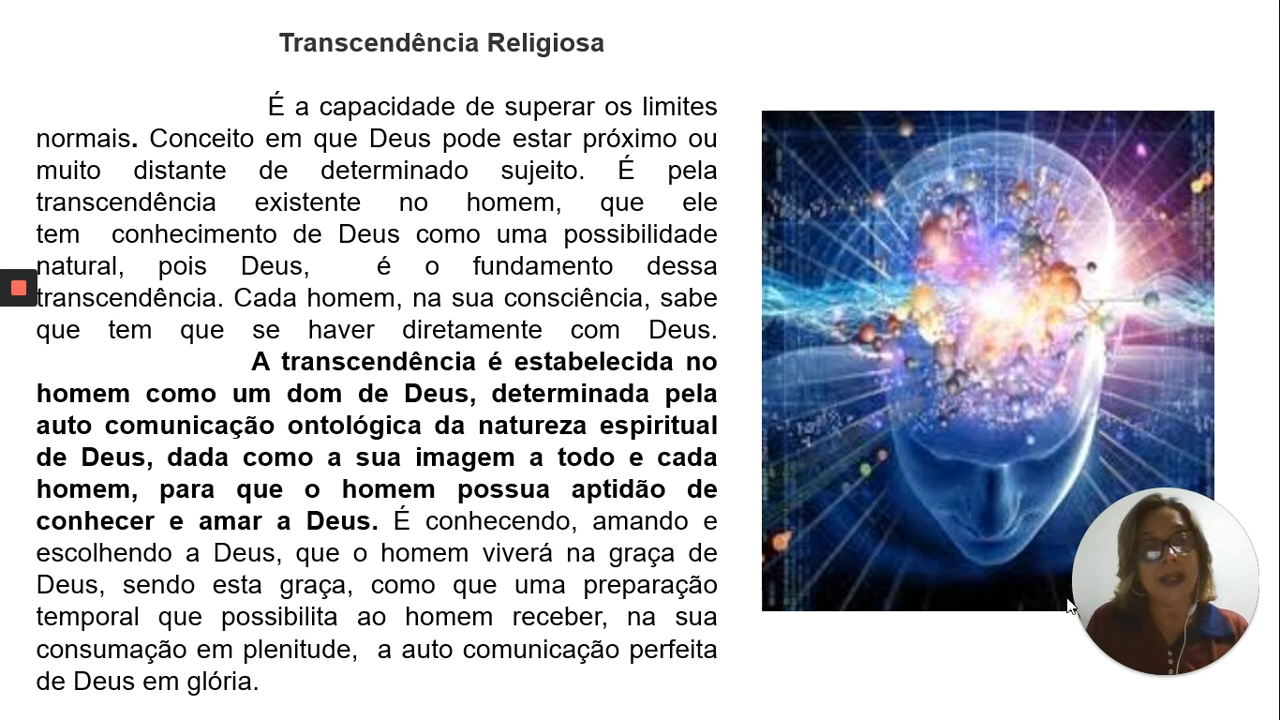 Transcendência Religiosa
É a capacidade de superar os limites
normais. Conceito em que Deus pode estar próximo ou
muito distante de determinado sujeito. É pela
transcendência existente no homem, que ele
tem conhecimento de Deus como uma possibilidade
natural, pois Deus, é o fundamento dessa
transcendência. Cada homem, na sua consciência, sabe
que tem que se haver diretamente com Deus.
A transcendência é estabelecida no
homem como um dom de Deus, determinada pela
auto comunicação ontológica da natureza espiritual
de Deus, dada como a sua imagem a todo e cada
homem, para que o homem possua aptidão de
conhecer e amar a Deus. É conhecendo, amando e
escolhendo a Deus, que o homem viverá na graça de
Deus, sendo esta graça, como que uma preparação
temporal que possibilita ao homem receber, na sua
consumação em plenitude, a auto comunicação perfeita
de Deus em glória.